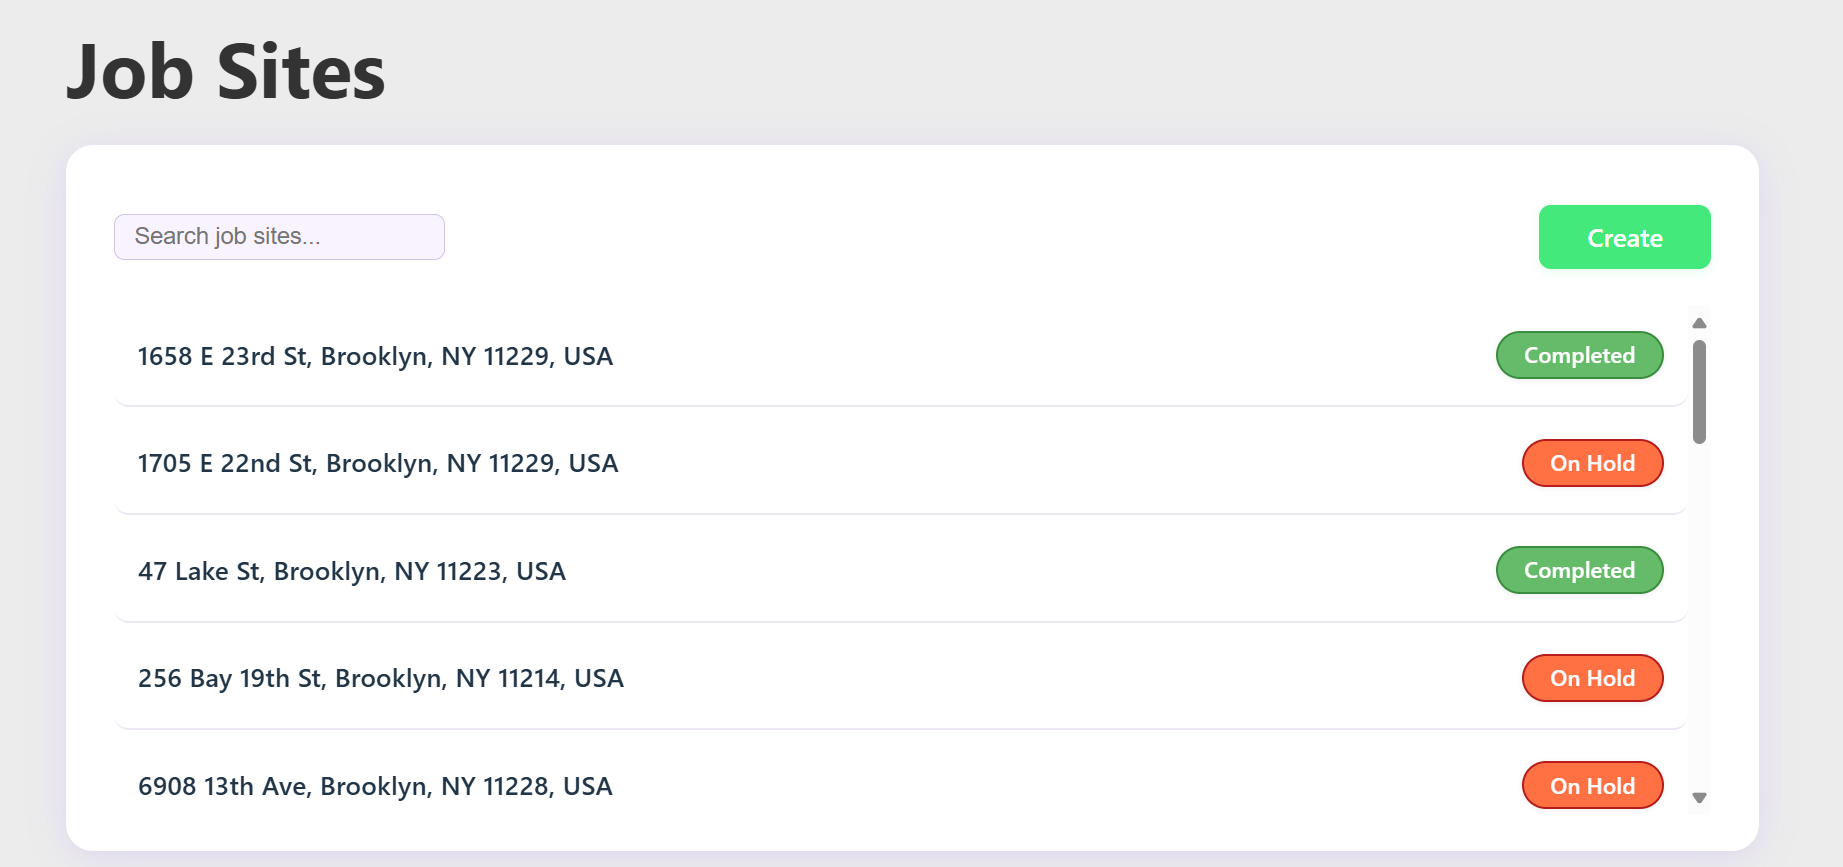 Job Sites
Search job sites...
Create
1658 E 23rd St, Brooklyn, NY 11229, USA
Completed
1705 E 22nd St, Brooklyn, NY 11229, USA
On Hold
47 Lake St, Brooklyn, NY 11223, USA
Completed
256 Bay 19th St, Brooklyn, NY 11214, USA
On Hold
6908 13th Ave, Brooklyn, NY 11228, USA
On Hold